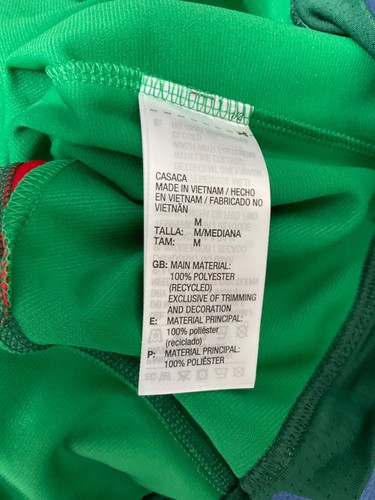 CASACA
MADE IN VIETNAM / HECHO
EN VIETNAM / FABRICADO NO
VIETNÃN
M
TALLA: M/MEDIANA
TAM: M
GB: MAIN MATERIAL:
100% POLYESTER
(RECYCLED)
EXCLUSIVE OF TRIMMING
AND DECORATION
E: MATERIAL PRINCIPAL:
100% poliéster
(reciclado)
P: MATERIAL PRINCIPAL:
100% POLIÉSTER